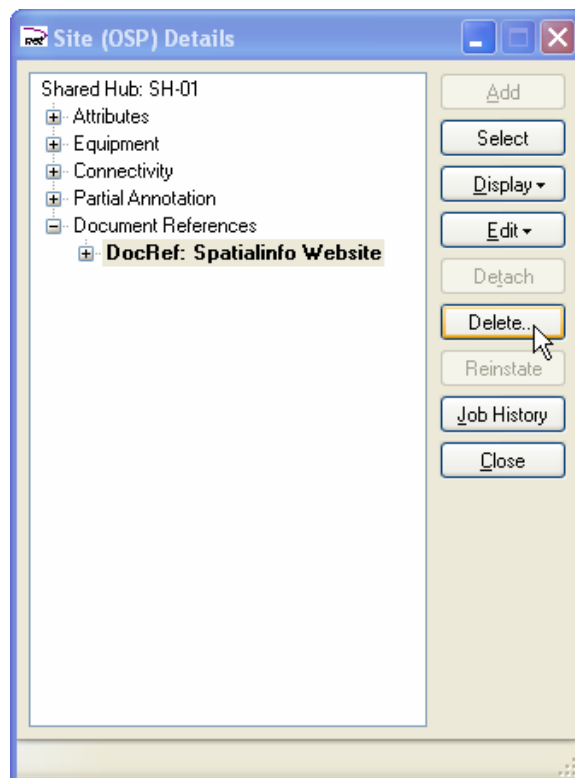 Site (OSP) Details
Shared Hub: SH-01
Attributes
Equipment
Connectivity
Partial Annotation
Document References
DocRef: Spatialinfo Website
Add
Select
Display
Edit
Detach
Delete...
Reinstate
Job History
Close